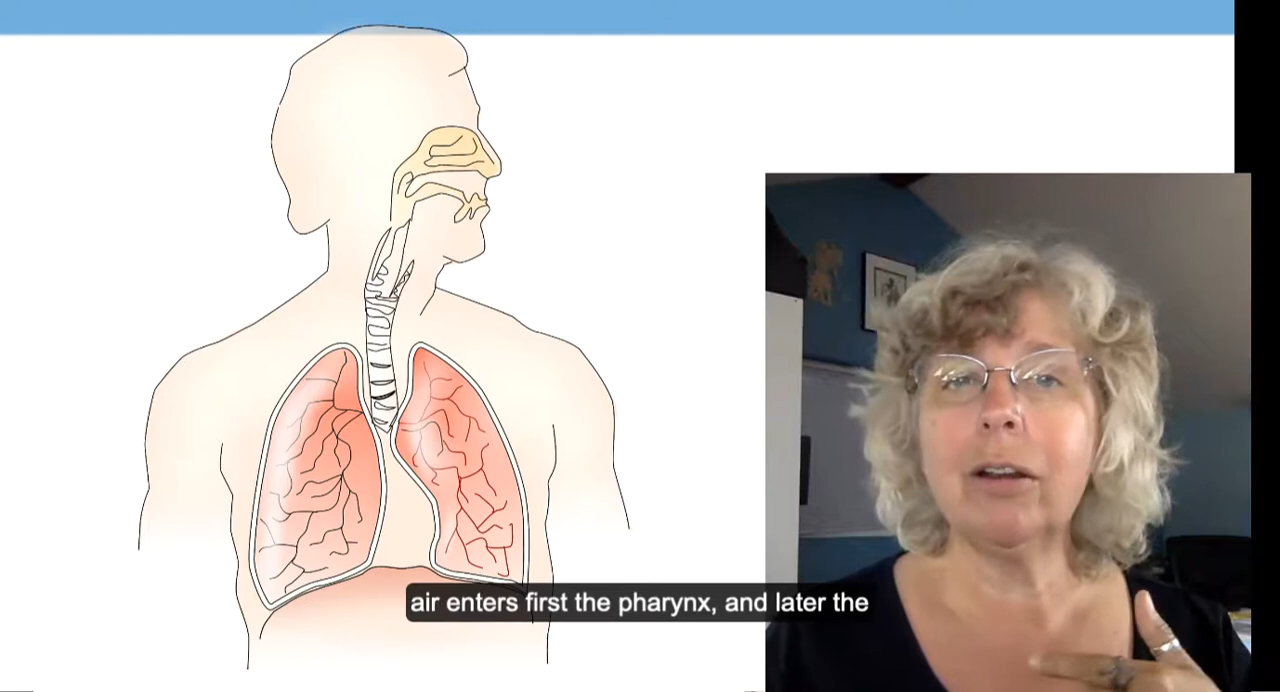 air enters first the pharynx, and later the